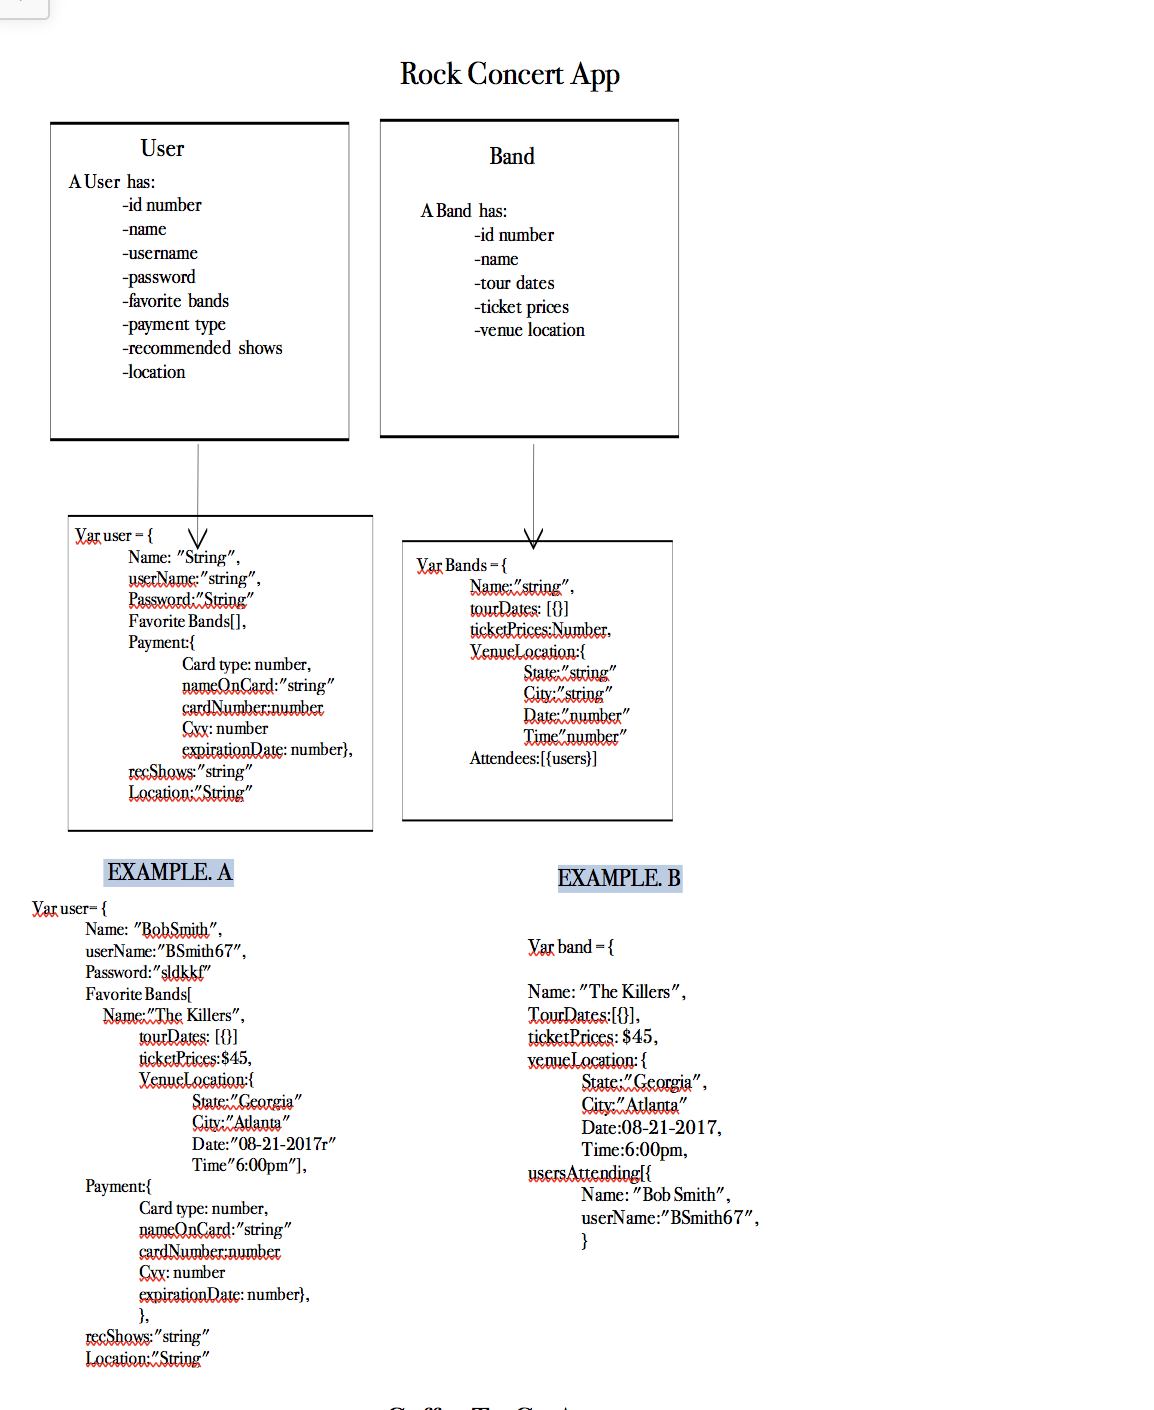 Rock Concert App
User
A User has:
-id number
-name
-username
-password
-favorite bands
-payment type
-recommended shows
-location
Band
A Band has:
-id number
-name
-tour dates
-ticket prices
-venue location
Var user = {
Name: "String",
userName:"string",
Password:"String"
Favorite Bands[],
Payment:{
Card type: number,
nameOnCard:"string"
cardNumber:number
Cvv: number
expirationDate: number},
recShows:"string"
Location:"String"
Var Bands = {
Name:"string",
tourDates: [{}]
ticketPrices:Number,
VenueLocation:{
State:"string"
City:"string"
Date:"number"
Time"number"
Attendees:[{users}]
EXAMPLE. A
Var user= {
Name: "BobSmith",
userName:"BSmith67",
Password:"sldkkf"
Favorite Bands[
Name:"The Killers",
tourDates: [{}]
ticketPrices:$45,
VenueLocation:{
State:"Georgia"
City:"Atlanta"
Date:"08-21-2017r"
Time"6:00pm"],
Payment:{
Card type: number,
nameOnCard:"string"
cardNumber:number
Cvv: number
expirationDate: number},
},
recShows:"string"
Location:"String"
EXAMPLE. B
Var band = {
Name: "The Killers",
TourDates:[{}],
ticketPrices: $45,
venueLocation: {
State:"Georgia",
City:"Atlanta"
Date:08-21-2017,
Time:6:00pm,
usersAttending[{
Name: "Bob Smith",
userName:"BSmith67",
}